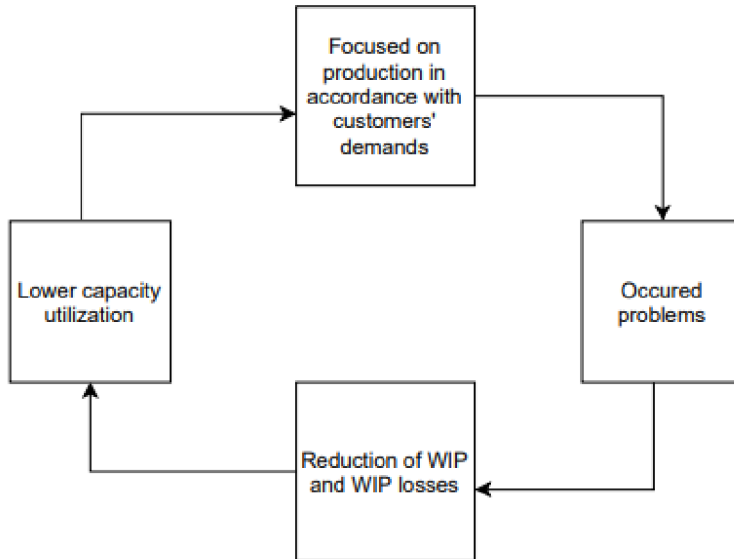 Focused on
production in
accordance with
customers'
demands
Lower capacity
utilization
Occured
problems
Reduction of WIP
and WIP losses